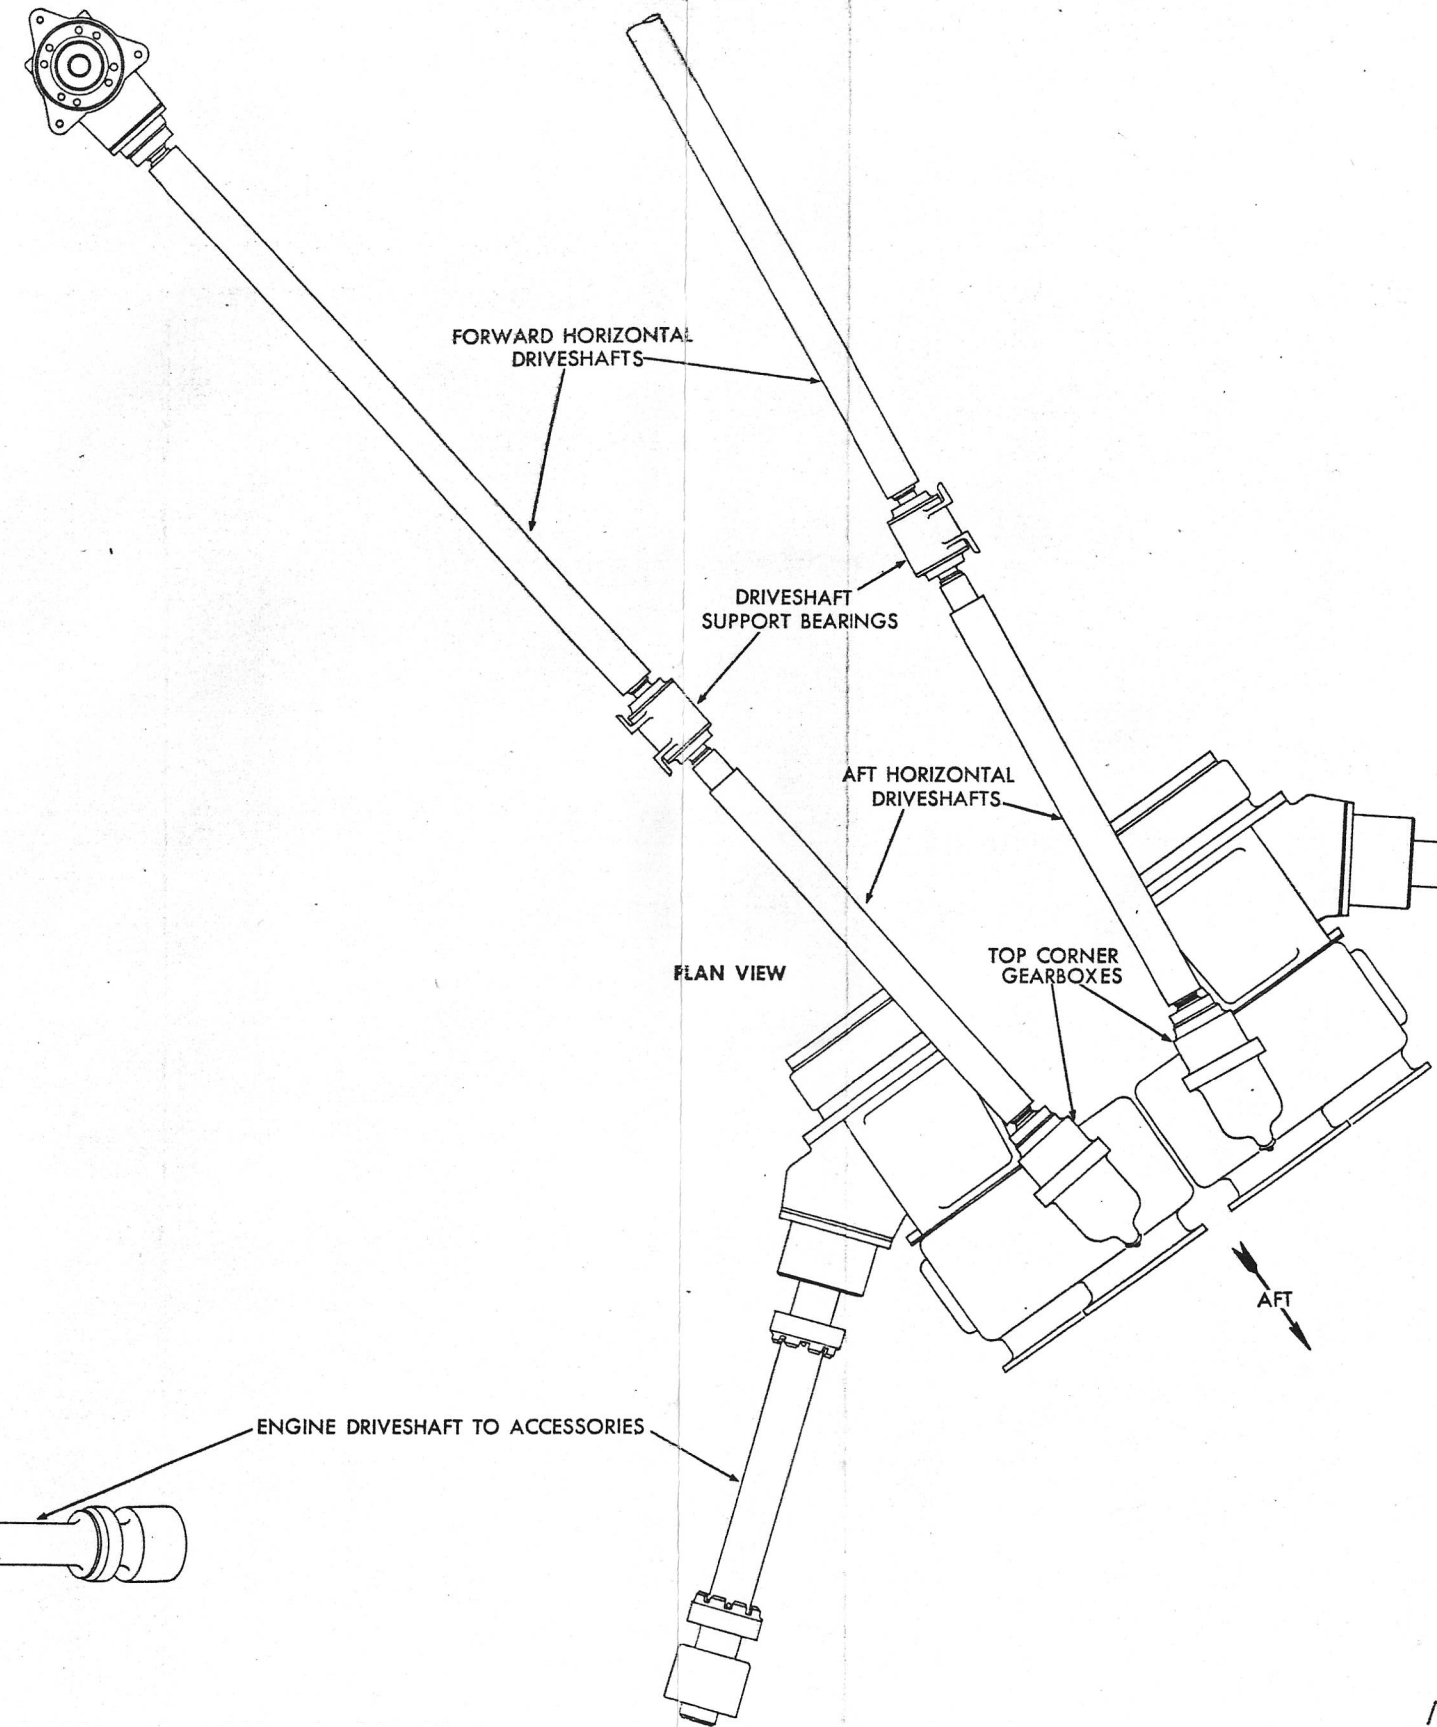 FORWARD HORIZONTAL
DRIVESHAFTS
DRIVESHAFT
SUPPORT BEARINGS
AFT HORIZONTAL
DRIVESHAFTS
PLAN VIEW
TOP CORNER
GEARBOXES
AFT
ENGINE DRIVESHAFT TO ACCESSORIES